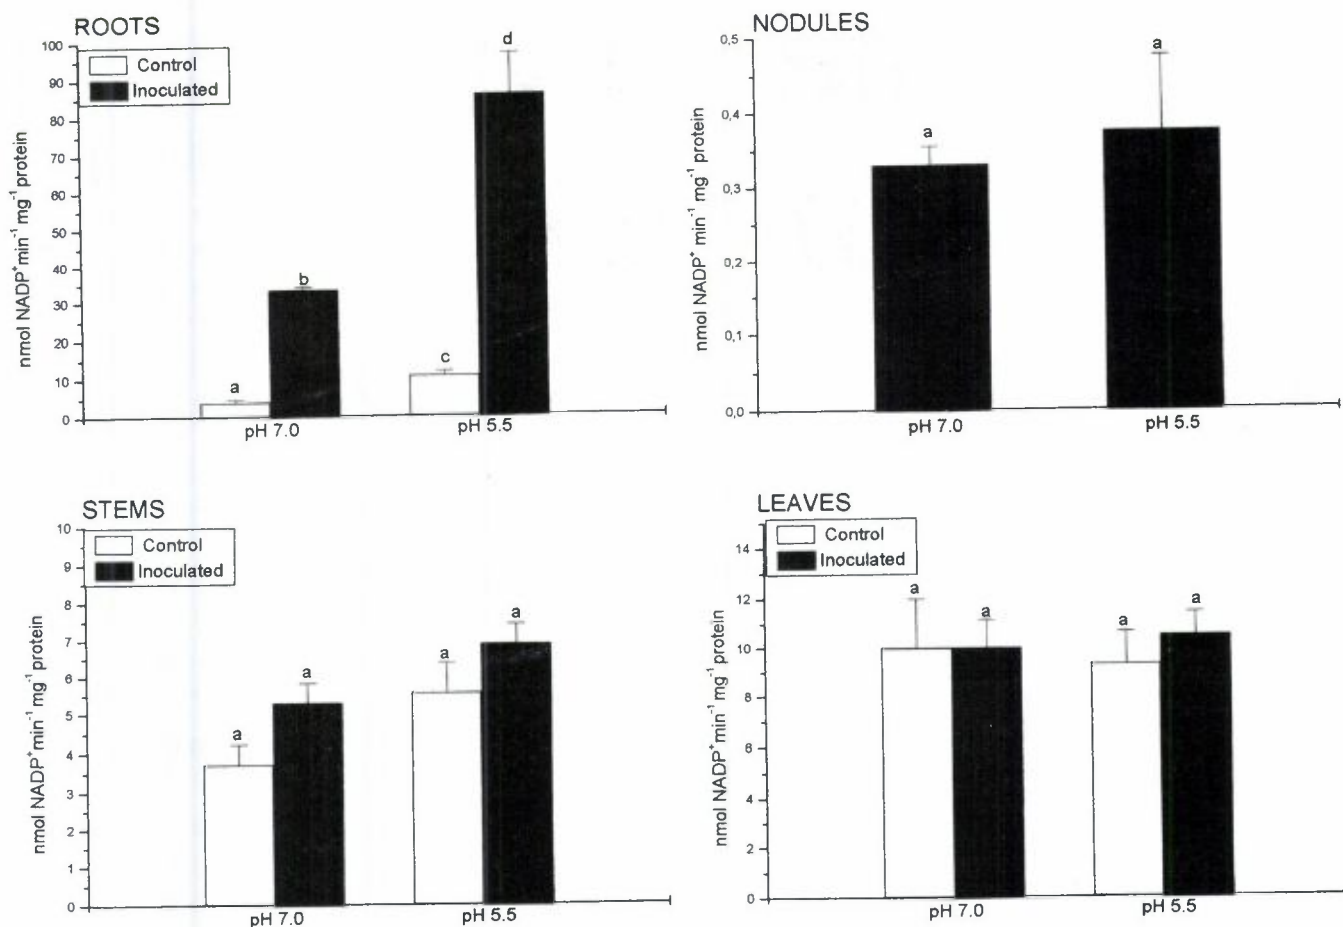 ROOTS
Control
Inoculated
100
90
80
70
60
50
40
30
20
10
0
nmol NADP⁺min⁻¹ mg⁻¹ protein
a
b
c
d
pH 7.0
pH 5.5
NODULES
0,5
0,4
0,3
0,2
0,1
0,0
nmol NADP⁺ min⁻¹ mg⁻¹ protein
a
a
pH 7.0
pH 5.5
STEMS
Control
Inoculated
10
9
8
7
6
5
4
3
2
1
0
nmol NADP⁺min⁻¹ mg⁻¹ protein
a
a
a
a
pH 7.0
pH 5.5
LEAVES
Control
Inoculated
14
12
10
8
6
4
2
0
nmol NADP⁺min⁻¹ mg⁻¹ protein
a
a
a
a
pH 7.0
pH 5.5